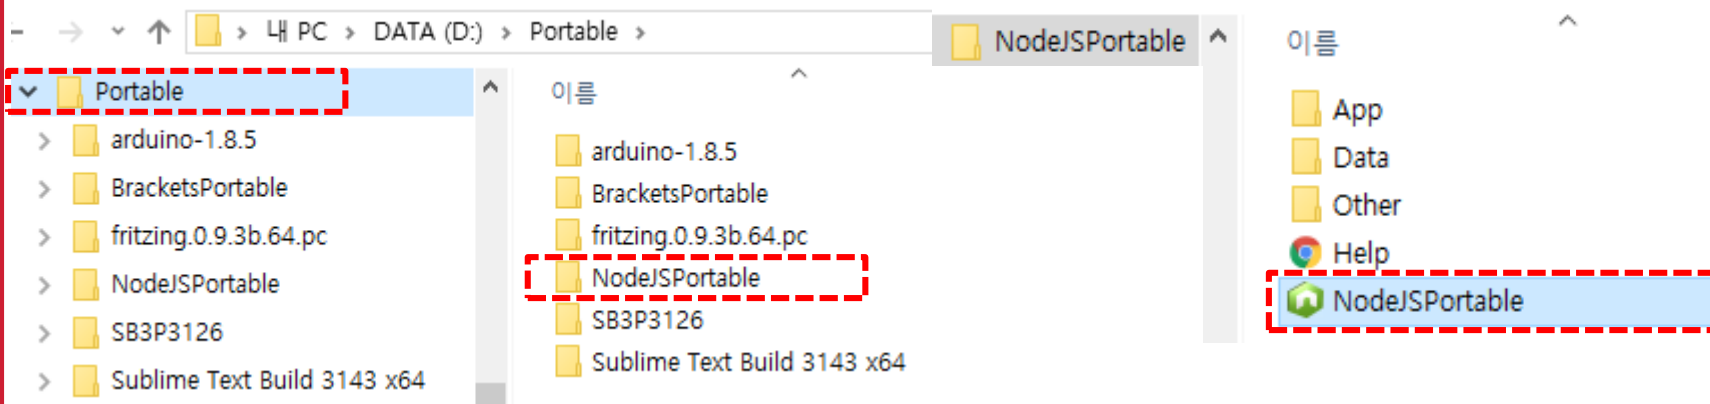 내 PC > DATA (D:) > Portable >
Portable
arduino-1.8.5
BracketsPortable
fritzing.0.9.3b.64.pc
NodeJSPortable
SB3P3126
Sublime Text Build 3143 x64
이름
arduino-1.8.5
BracketsPortable
fritzing.0.9.3b.64.pc
NodeJSPortable
SB3P3126
Sublime Text Build 3143 x64
NodeJSPortable
이름
App
Data
Other
Help
NodeJSPortable